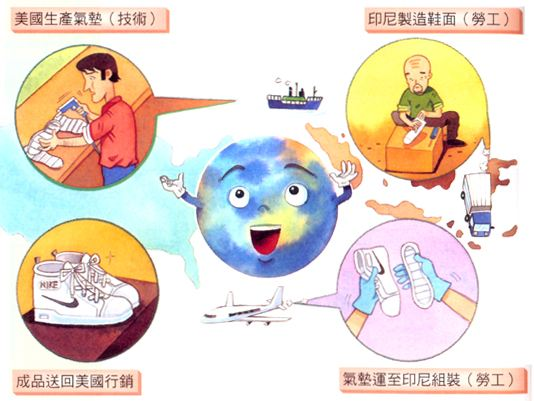 美國生產氣墊（技術）
印尼製造鞋面（勞工）
NIKE
成品送回美國行銷
氣墊運至印尼組裝（勞工）